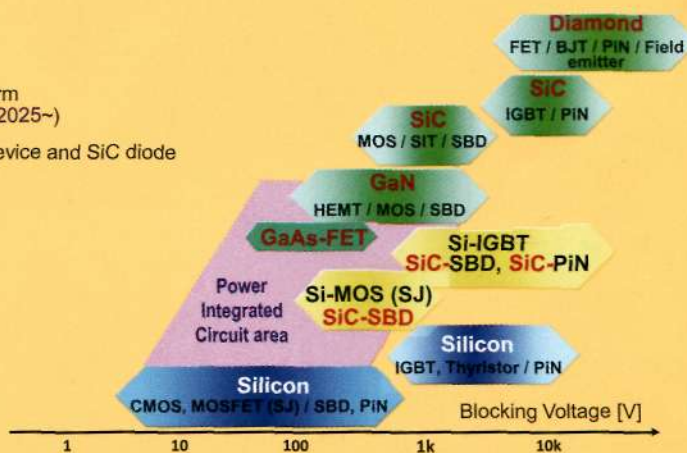 Diamond
FET / BJT / PiN / Field
emitter
rm
2025~)
SiC
IGBT / PiN
SiC
MOS / SIT / SBD
evice and SiC diode
GaN
HEMT / MOS / SBD
GaAs-FET
Si-IGBT
SiC-SBD, SiC-PiN
Power
Integrated
Circuit area
Si-MOS (SJ)
SiC-SBD
Silicon
IGBT, Thyristor / PiN
Silicon
CMOS, MOSFET (SJ) / SBD, PiN
Blocking Voltage [V]
1 10 100 1k 10k